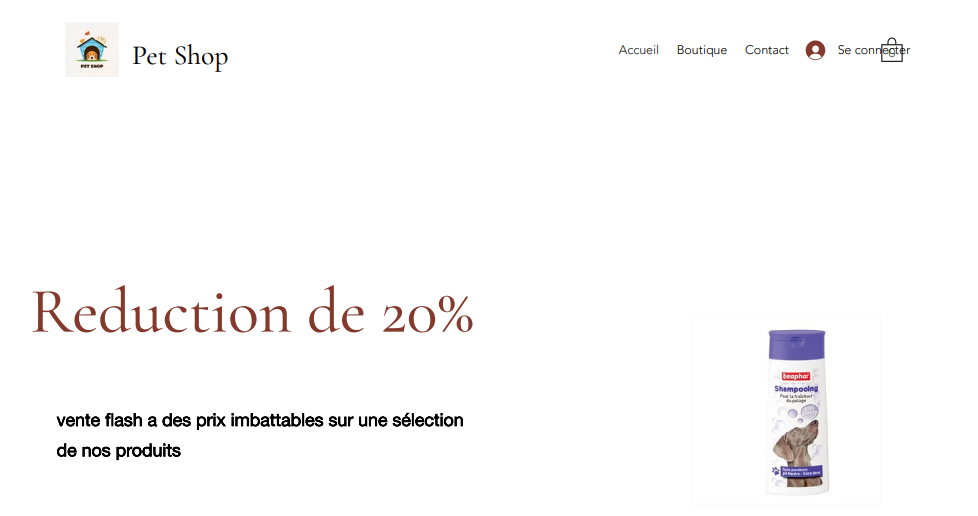 PET SHOP
Pet Shop
Accueil Boutique Contact Se connecter
0
Reduction de 20%
vente flash a des prix imbattables sur une sélection
de nos produits
beaphar
Shampooing
Pour la fraîcheur
du pelage